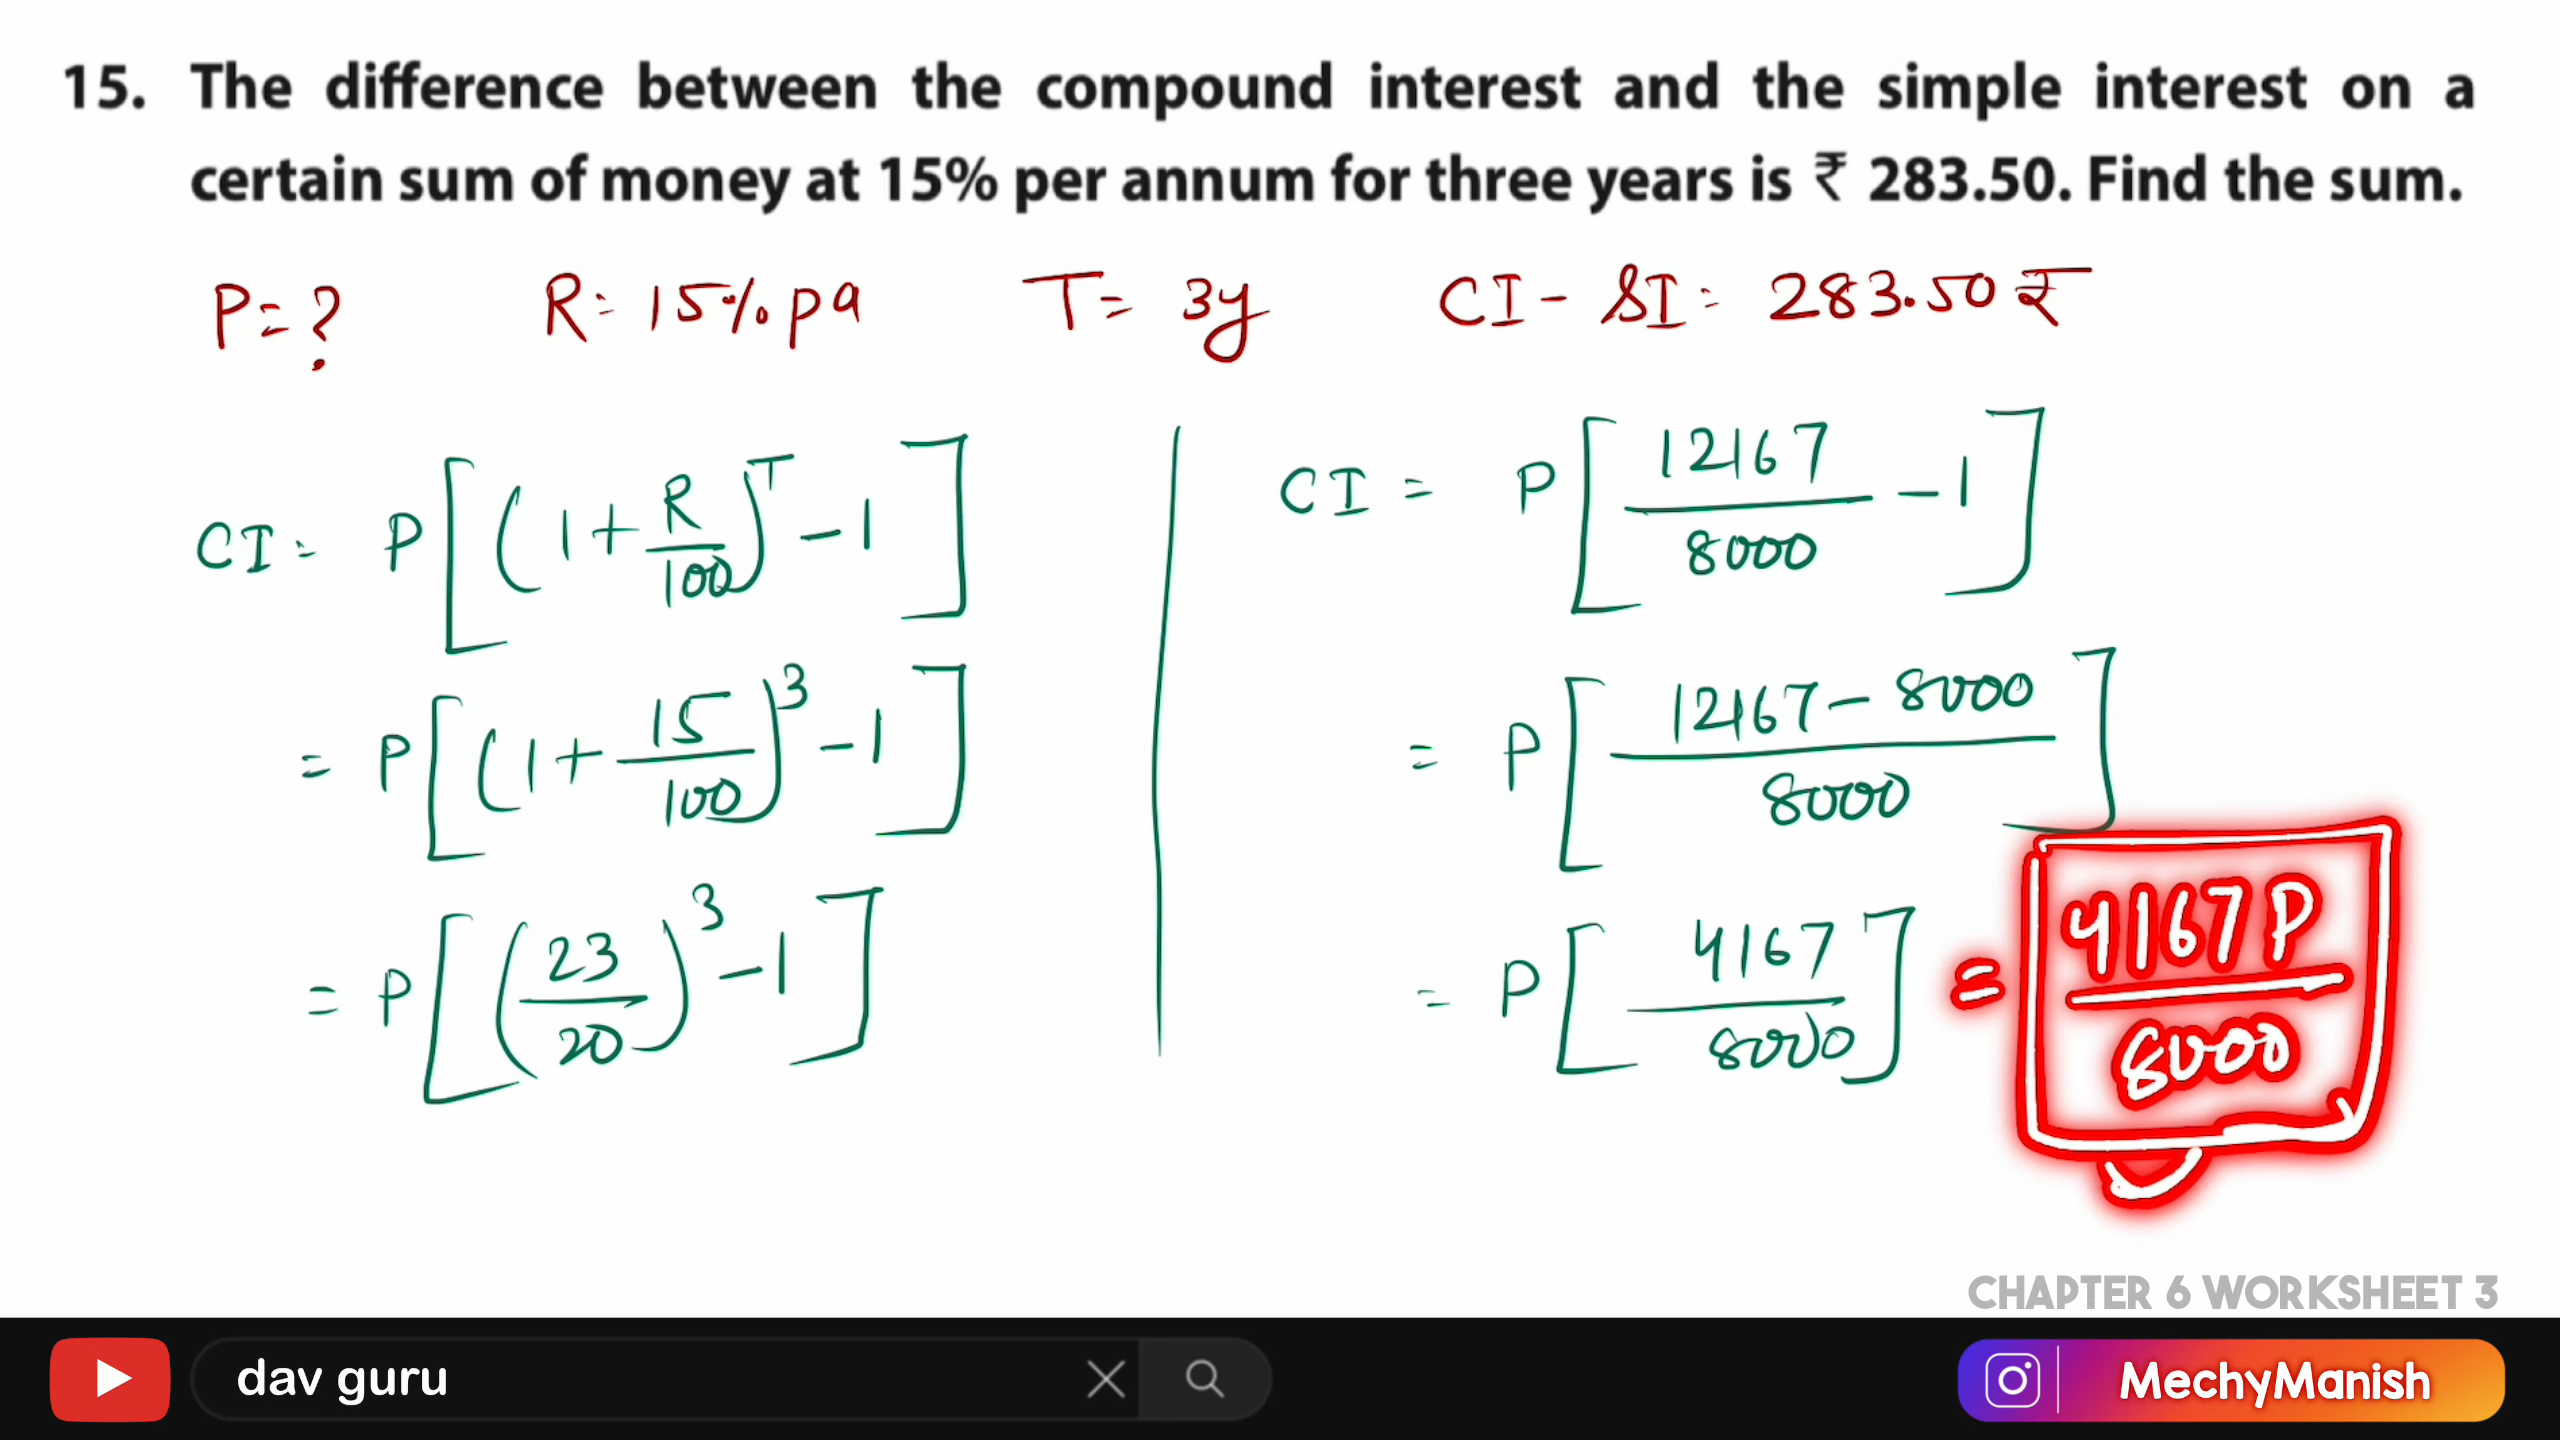 15. The difference between the compound interest and the simple interest on a
certain sum of money at 15% per annum for three years is ₹ 283.50. Find the sum.
P=? R=15%pa T=3y CI-SI=283.50₹
CI=P[(1+R/100)^T-1]
=P[(1+15/100)^3-1]
=P[(23/20)^3-1]
CI=P[12167/8000-1]
=P[12167-8000/8000]
=P[4167/8000]=4167P/8000
CHAPTER 6 WORKSHEET 3
dav guru
MechyManish